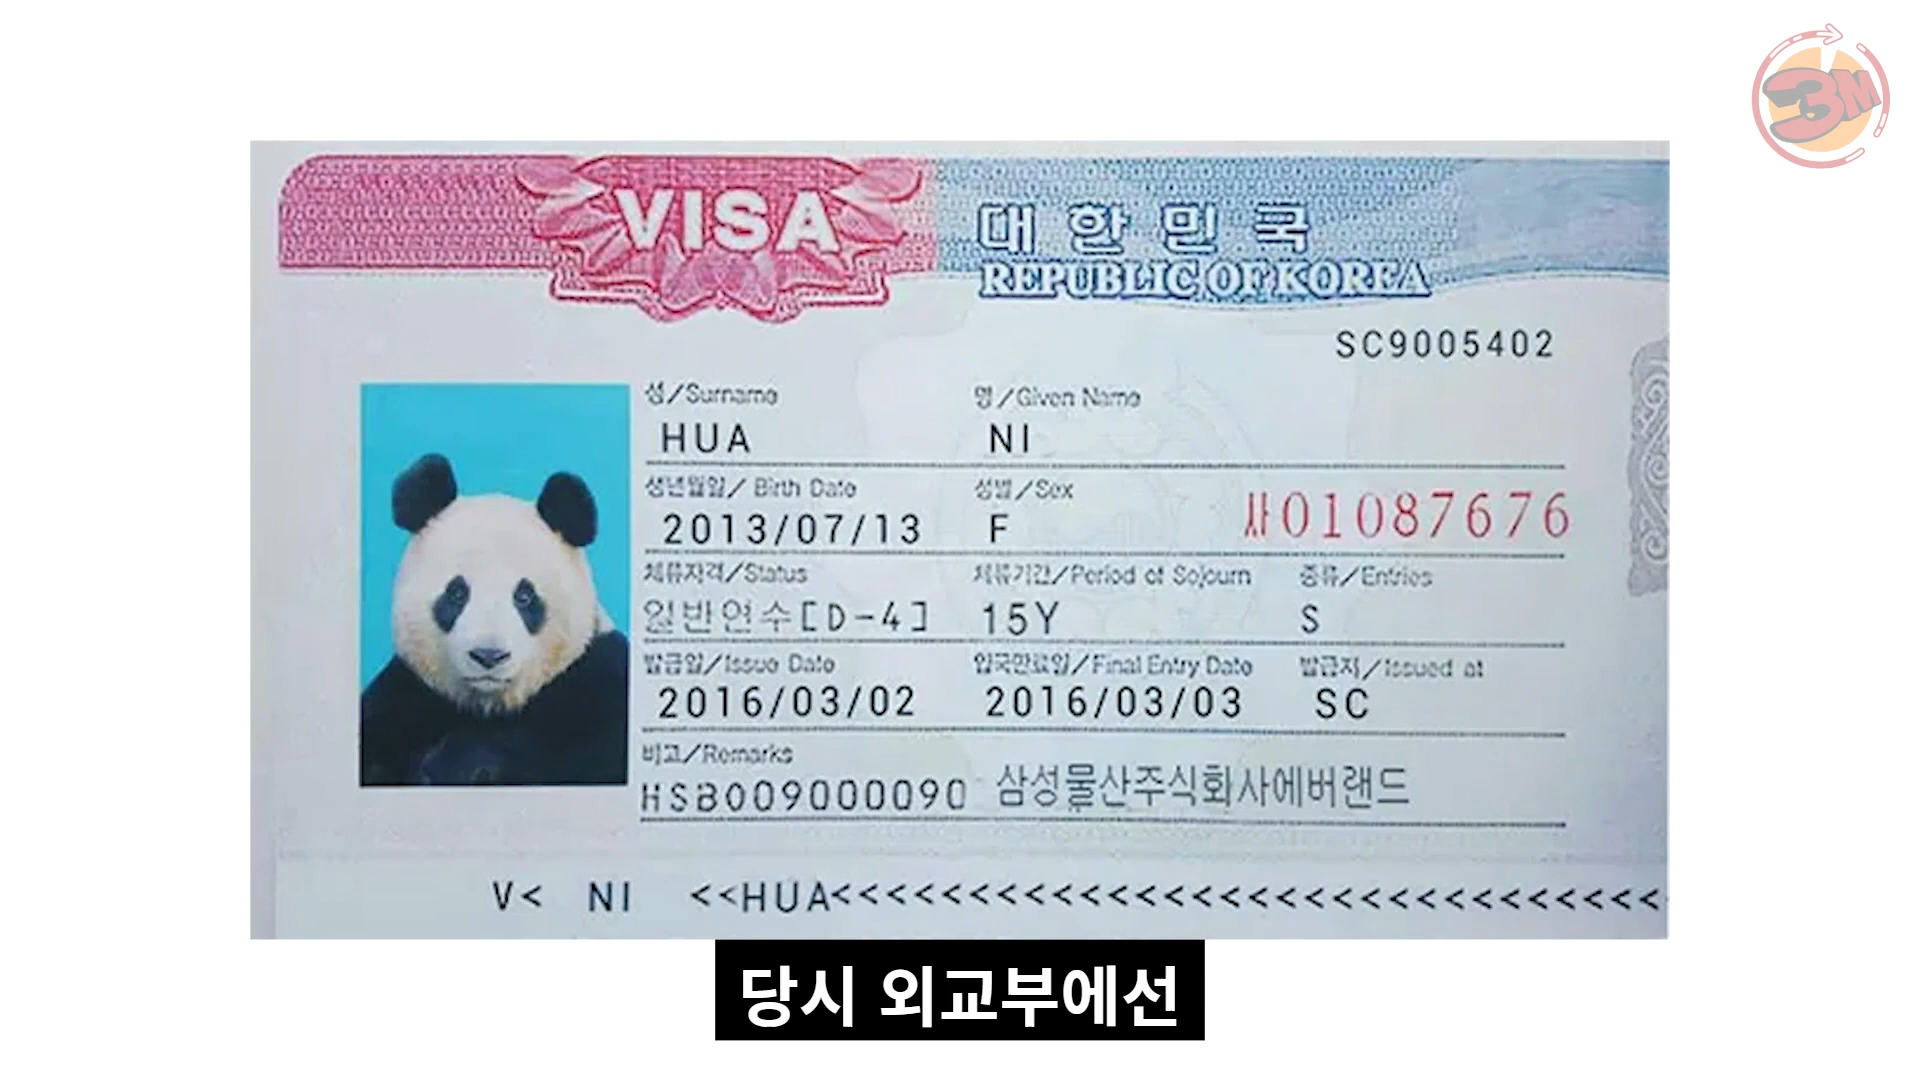 3M
VISA 대한민국
REPUBLIC OF KOREA
SC9005402
성/Surname 명/Given Name
HUA NI
생년월일/Birth Date 성별/Sex
2013/07/13 F 사01087676
체류자격/Status 체류기간/Period of Sojourn 종류/Entries
일반연수[D-4] 15Y S
발급일/Issue Date 입국만료일/Final Entry Date 발급지/Issued at
2016/03/02 2016/03/03 SC
비고/Remarks
HSB009000090 삼성물산주식회사에버랜드
V< NI <<HUA<<<<<<<<<<<<<<<<<<<<<<<<<<<<<<
당시 외교부에선